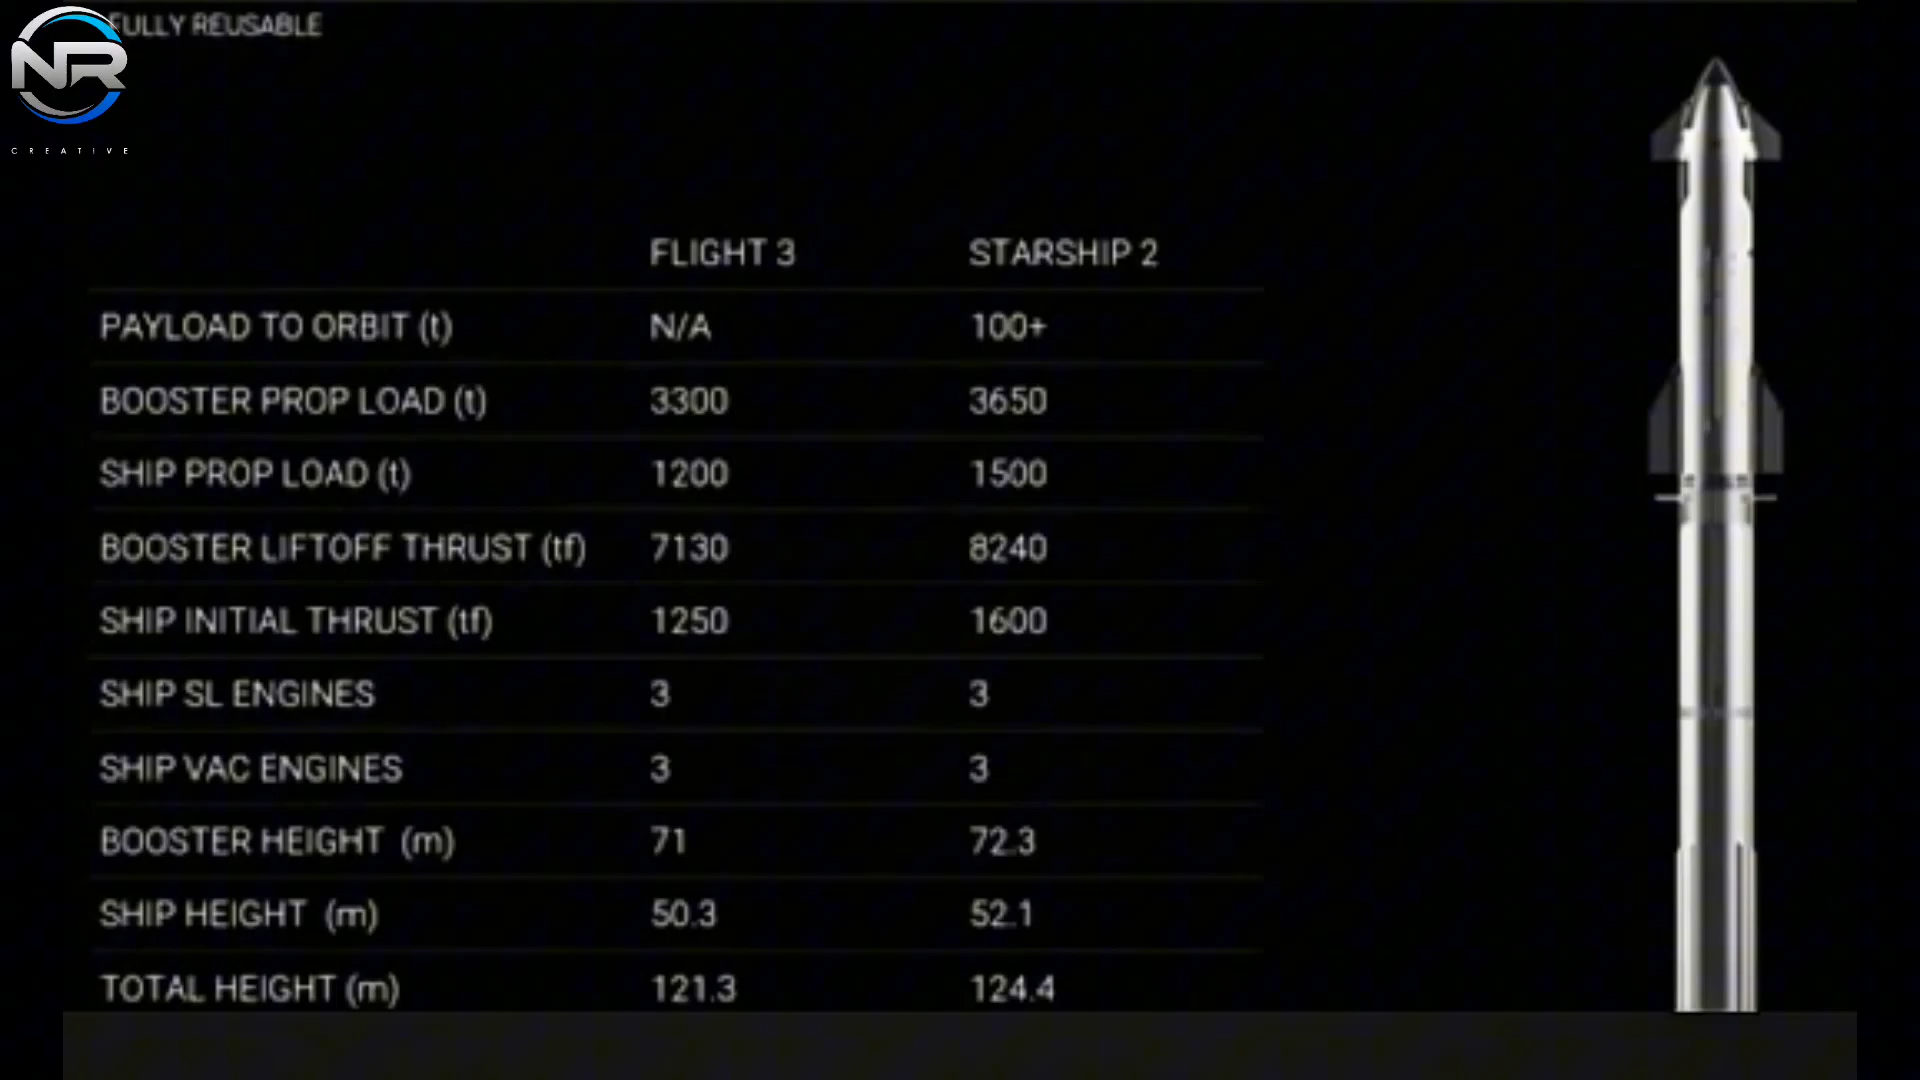 FULLY REUSABLE
NR
CREATIVE
FLIGHT 3 STARSHIP 2
PAYLOAD TO ORBIT (t) N/A 100+
BOOSTER PROP LOAD (t) 3300 3650
SHIP PROP LOAD (t) 1200 1500
BOOSTER LIFTOFF THRUST (tf) 7130 8240
SHIP INITIAL THRUST (tf) 1250 1600
SHIP SL ENGINES 3 3
SHIP VAC ENGINES 3 3
BOOSTER HEIGHT (m) 71 72.3
SHIP HEIGHT (m) 50.3 52.1
TOTAL HEIGHT (m) 121.3 124.4